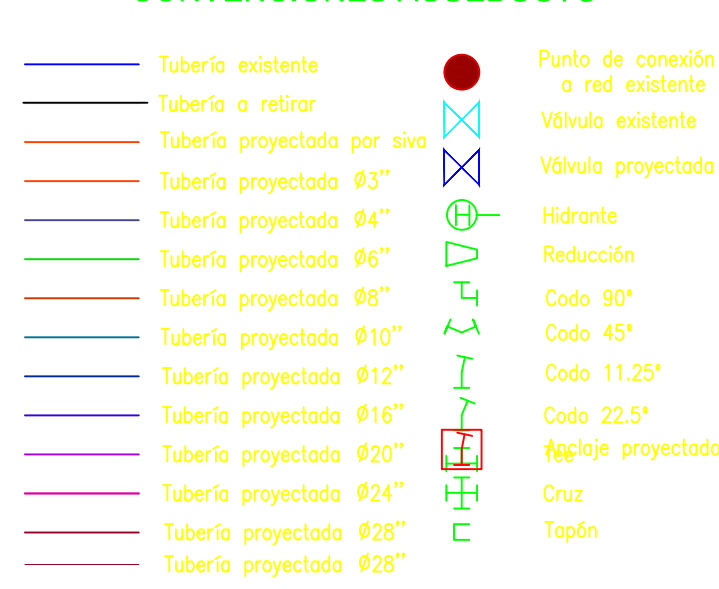 CONVENCIONES ACUEDUCTO
Tubería existente
Tubería a retirar
Tubería proyectada por siva
Tubería proyectada Ø3”
Tubería proyectada Ø4”
Tubería proyectada Ø6”
Tubería proyectada Ø8”
Tubería proyectada Ø10”
Tubería proyectada Ø12”
Tubería proyectada Ø16”
Tubería proyectada Ø20”
Tubería proyectada Ø24”
Tubería proyectada Ø28”
Tubería proyectada Ø28”
Punto de conexión
a red existente
Válvula existente
Válvula proyectada
Hidrante
Reducción
Codo 90°
Codo 45°
Codo 11.25°
Codo 22.5°
Anclaje proyectado
Tee
Cruz
Tapón